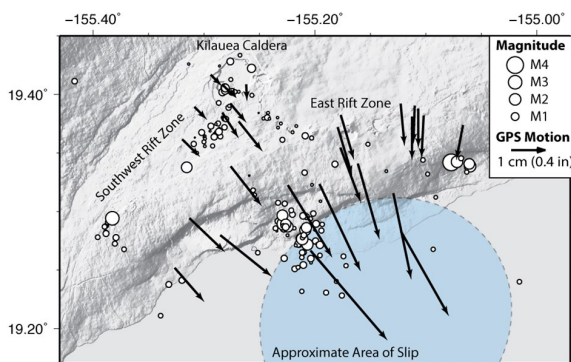 −155.40° −155.20° −155.00°
19.40°
19.20°
Kilauea Caldera
East Rift Zone
Southwest Rift Zone
Approximate Area of Slip
Magnitude
M4
M3
M2
M1
GPS Motion
1 cm (0.4 in)